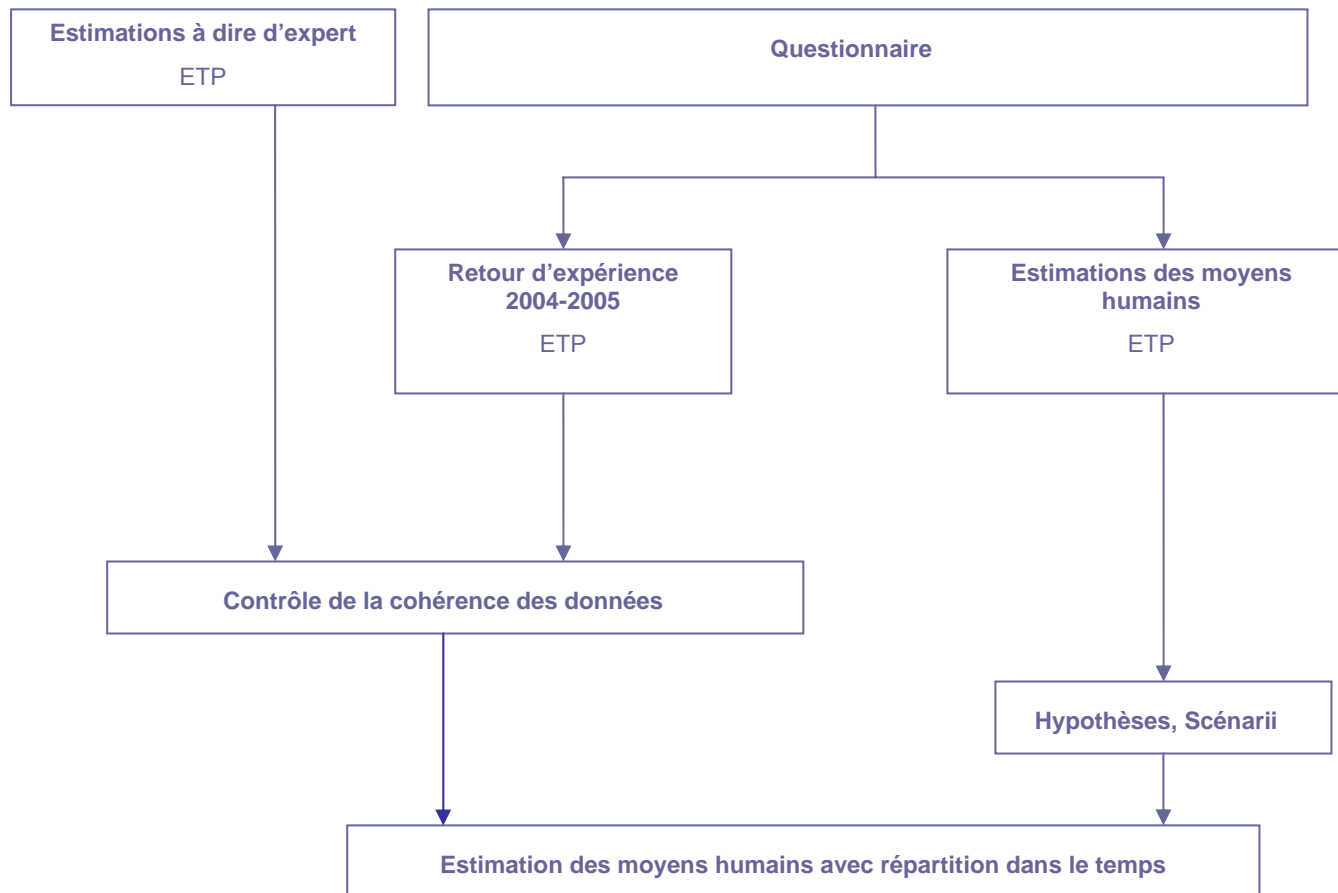 Estimations à dire d’expert
ETP
Questionnaire
Retour d’expérience
2004-2005
ETP
Estimations des moyens
humains
ETP
Contrôle de la cohérence des données
Hypothèses, Scénarii
Estimation des moyens humains avec répartition dans le temps